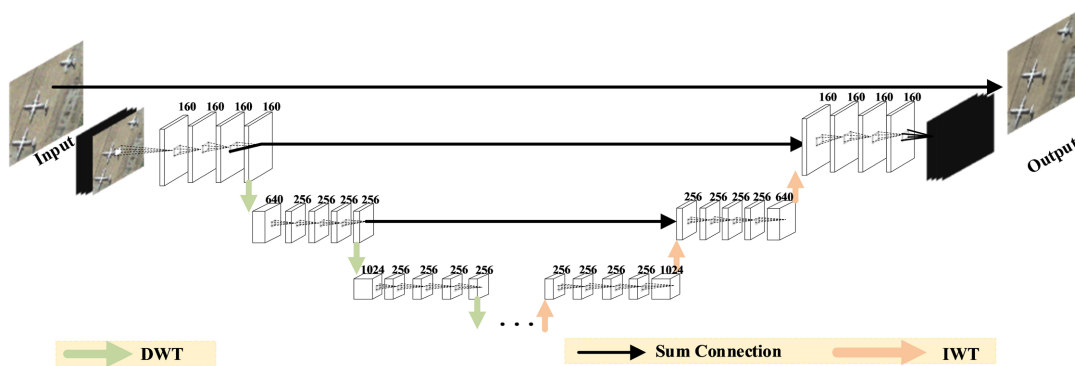 160 160 160 160
160 160 160 160
Input
Output
640 256 256 256 256
256 256 256 256 640
1024 256 256 256 256
256 256 256 256 1024
. . .
DWT
Sum Connection
IWT